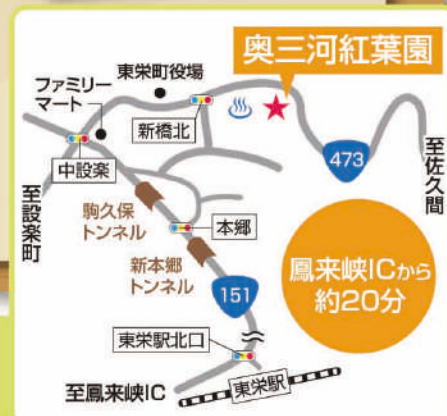 奥三河紅葉園
東栄町役場
ファミリー
マート
新橋北
中設楽
473
至佐久間
至設楽町
駒久保
トンネル
本郷
新本郷
トンネル
151
鳳来峡ICから
約20分
東栄駅北口
至鳳来峡IC
東栄駅